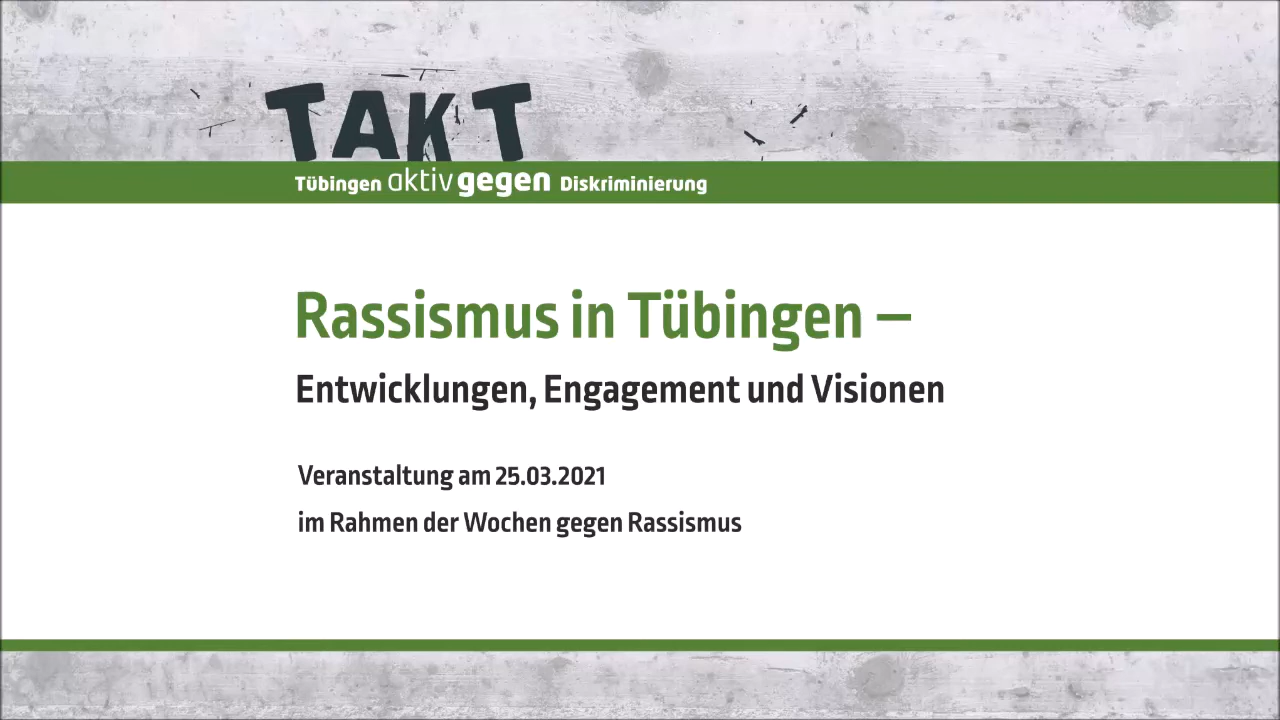 TAKT
Tübingen aktiv gegen Diskriminierung
Rassismus in Tübingen –
Entwicklungen, Engagement und Visionen
Veranstaltung am 25.03.2021
im Rahmen der Wochen gegen Rassismus